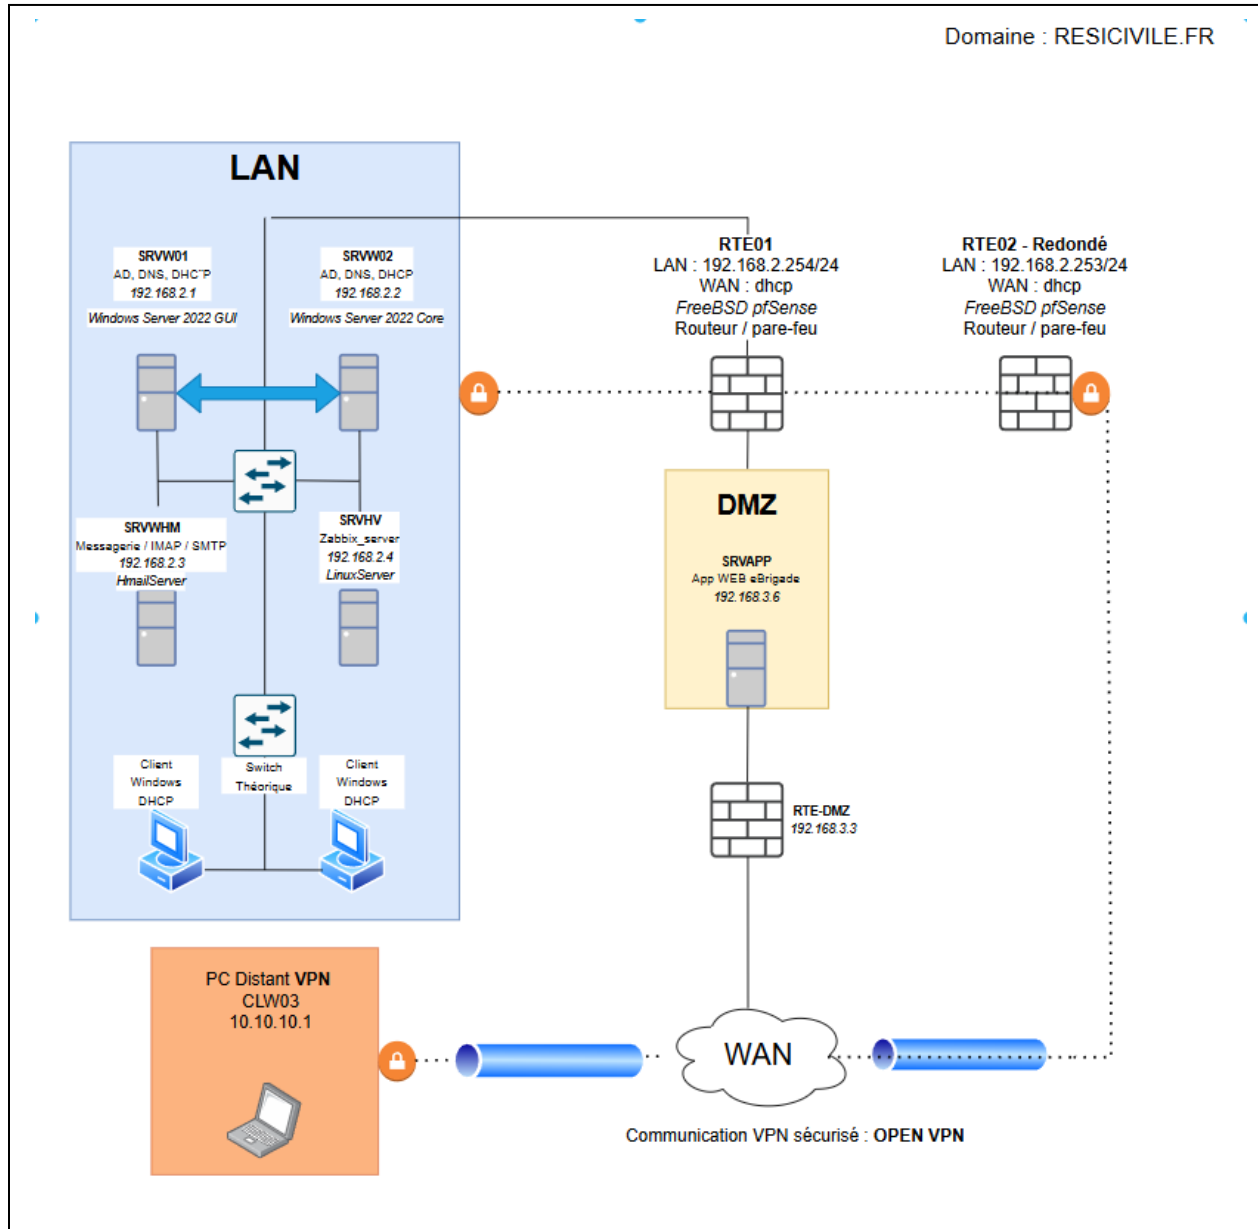 Domaine : RESICIVILE.FR
LAN
SRVW01
AD, DNS, DHCP
192.168.2.1
Windows Server 2022 GUI
SRVW02
AD, DNS, DHCP
192.168.2.2
Windows Server 2022 Core
RTE01
LAN : 192.168.2.254/24
WAN : dhcp
FreeBSD pfSense
Routeur / pare-feu
RTE02 - Redondé
LAN : 192.168.2.253/24
WAN : dhcp
FreeBSD pfSense
Routeur / pare-feu
SRVWHM
Messagerie / IMAP / SMTP
192.168.2.3
HmailServer
SRVHV
Zabbix_server
192.168.2.4
LinuxServer
DMZ
SRVAPP
App WEB eBrigade
192.168.3.6
Client
Windows
DHCP
Switch
Théorique
Client
Windows
DHCP
RTE-DMZ
192.168.3.3
PC Distant VPN
CLW03
10.10.10.1
WAN
Communication VPN sécurisé : OPEN VPN